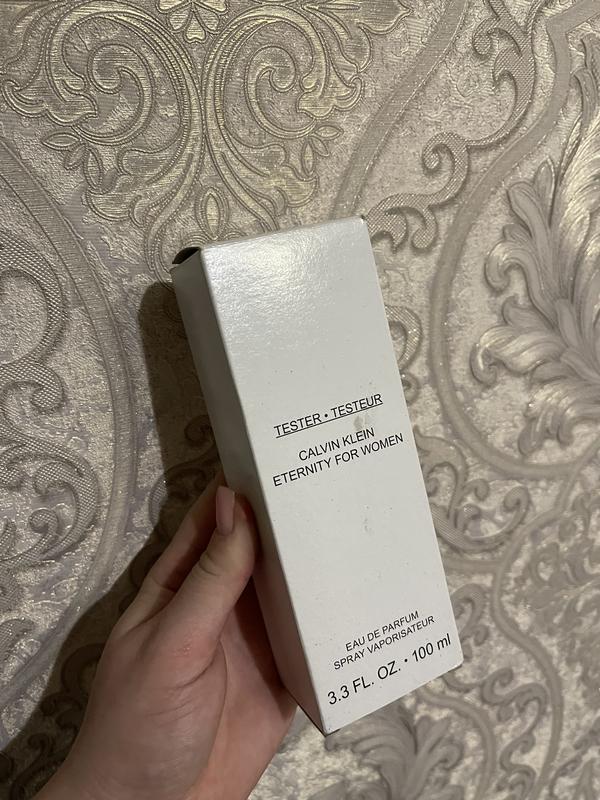 TESTER • TESTEUR
CALVIN KLEIN
ETERNITY FOR WOMEN
EAU DE PARFUM
SPRAY VAPORISATEUR
3.3 FL. OZ. • 100 ml